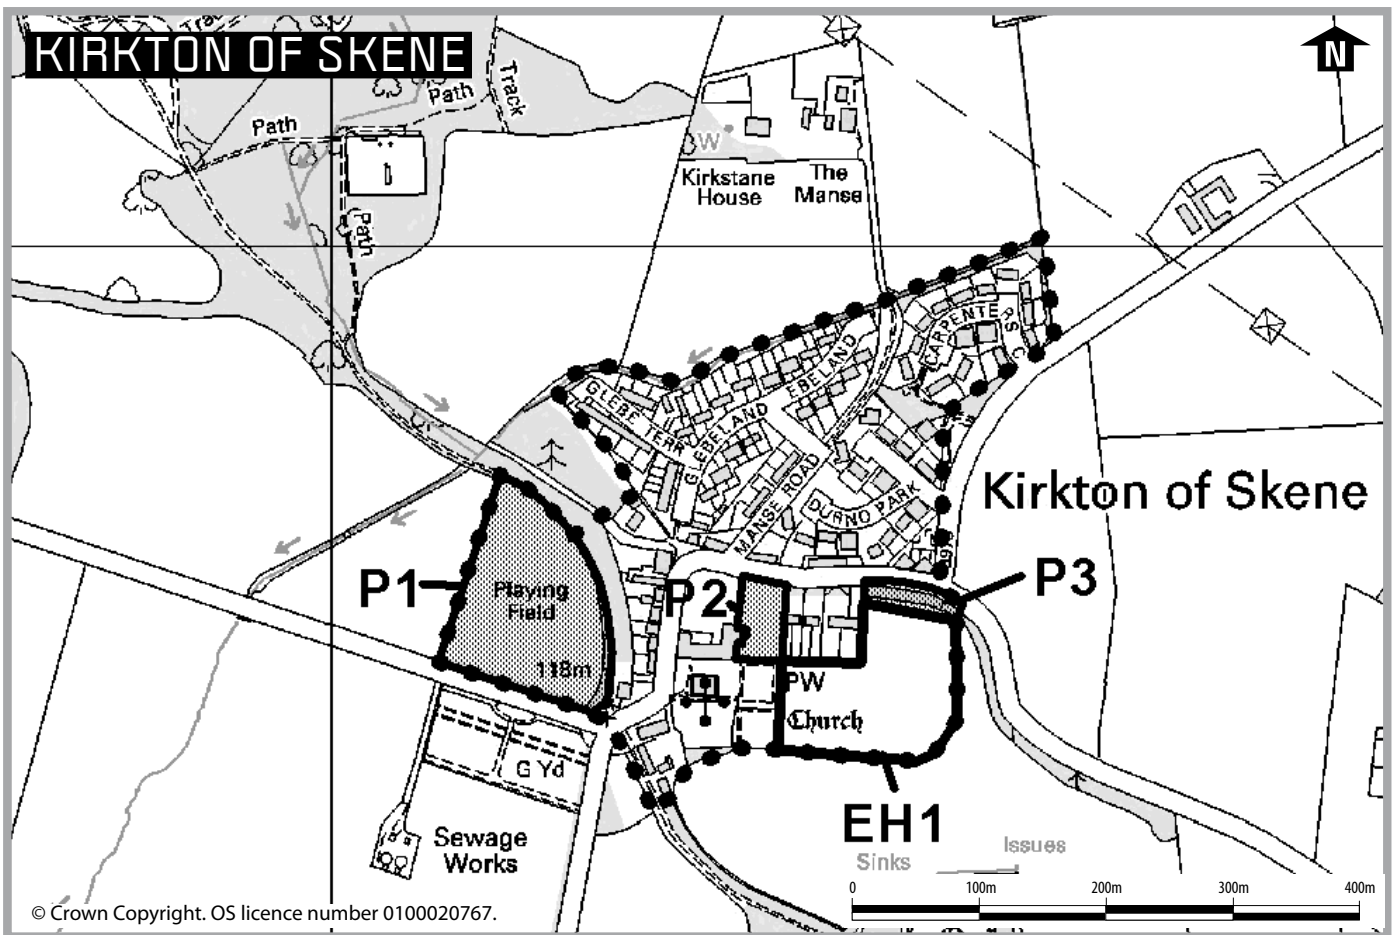 KIRKTON OF SKENE
N
Track
Path
Path
Path
W
Kirkstane
House
The
Manse
CARPENTERS
GLEBE TERR
GLEBELAND
EBELAND
MANSE ROAD
DURNO PARK
Kirkton of Skene
P1
Playing
Field
118m
P2
P3
PW
Church
EH1
G Yd
Sewage
Works
Issues
Sinks
0 100m 200m 300m 400m
© Crown Copyright. OS licence number 0100020767.